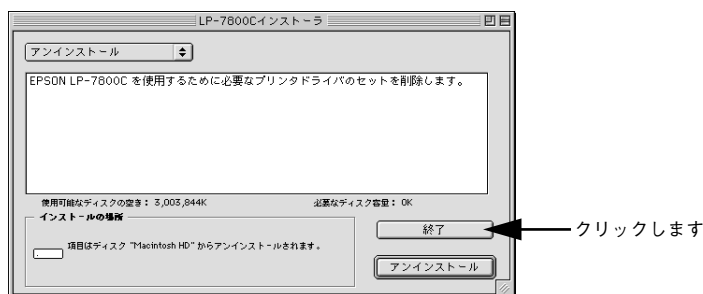 LP-7800Cインストーラ
アンインストール
EPSON LP-7800C を使用するために必要なプリンタドライバのセットを削除します。
使用可能なディスクの空き： 3,003,844K
必要なディスク容量： 0K
インストールの場所
項目はディスク "Macintosh HD" からアンインストールされます。
終了
クリックします
アンインストール